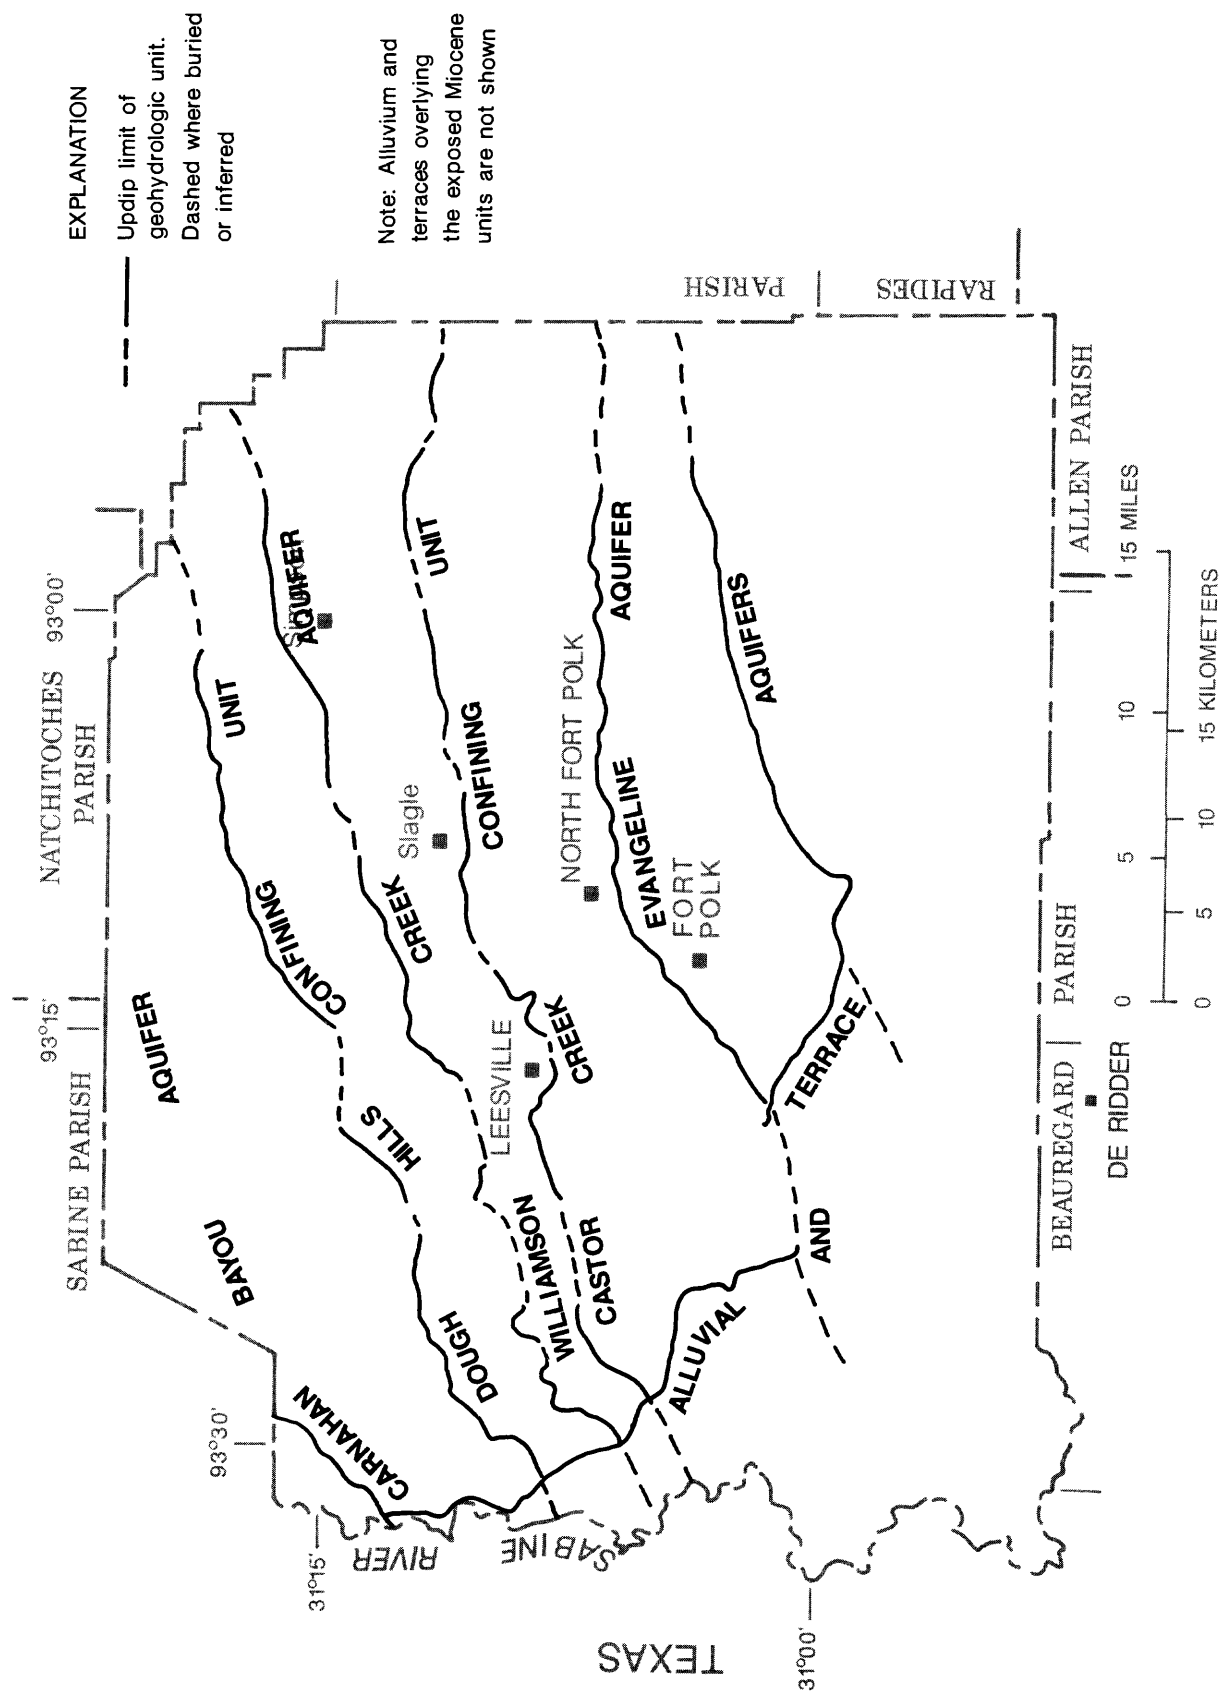 EXPLANATION
Updip limit of
geohydrologic unit.
Dashed where buried
or inferred
Note: Alluvium and
terraces overlying
the exposed Miocene
units are not shown
SABINE PARISH
93°15'
NATCHITOCHES
PARISH
93°00'
93°30'
31°15'
31°00'
TEXAS
SABINE
RIVER
CARNAHAN
BAYOU
AQUIFER
DOUGH
HILLS
CONFINING
UNIT
WILLIAMSON
CREEK
AQUIFER
CASTOR
CREEK
CONFINING
UNIT
EVANGELINE
AQUIFER
ALLUVIAL
AND
TERRACE
AQUIFERS
Slagle
LEESVILLE
NORTH FORT POLK
FORT
POLK
RAPIDES
PARISH
BEAUREGARD
PARISH
ALLEN PARISH
DE RIDDER
0 5 10 15 MILES
0 5 10 15 KILOMETERS